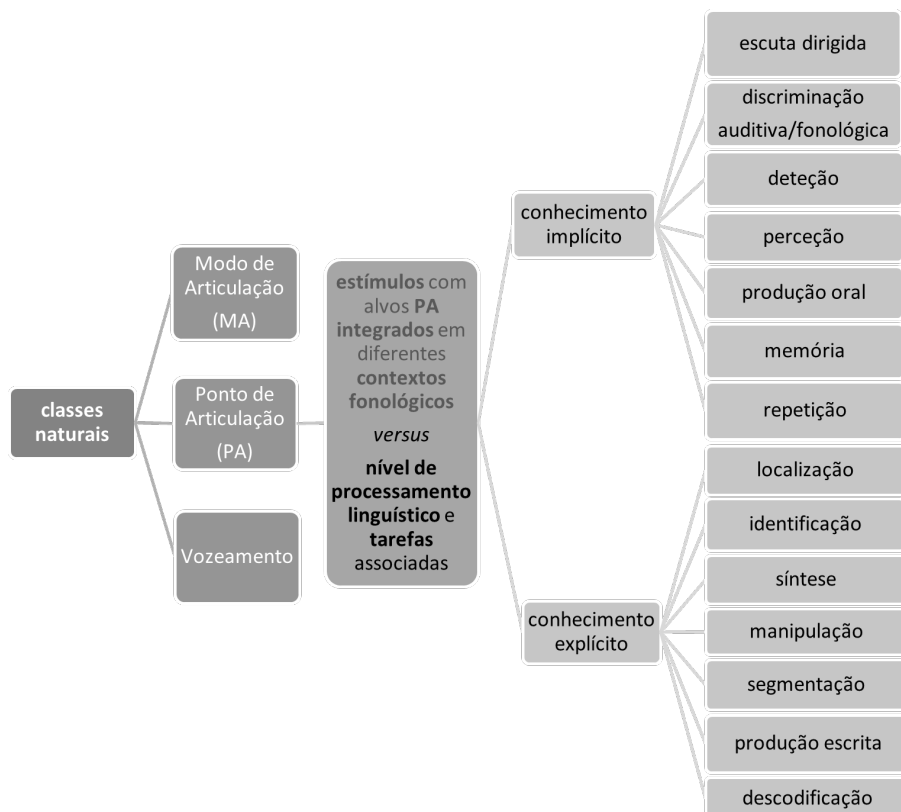 classes
naturais
Modo de
Articulação
(MA)
Ponto de
Articulação
(PA)
Vozeamento
estímulos com
alvos PA
integrados em
diferentes
contextos
fonológicos
versus
nível de
processamento
linguístico e
tarefas
associadas
conhecimento
implícito
escuta dirigida
discriminação
auditiva/fonológica
deteção
perceção
produção oral
memória
repetição
conhecimento
explícito
localização
identificação
síntese
manipulação
segmentação
produção escrita
descodificação